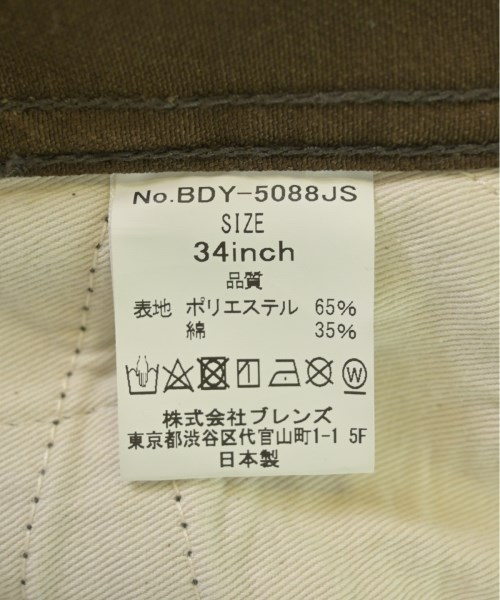 No.BDY-5088JS
SIZE
34inch
品質
表地 ポリエステル 65%
綿 35%
W
株式会社ブレンズ
東京都渋谷区代官山町1-1 5F
日本製